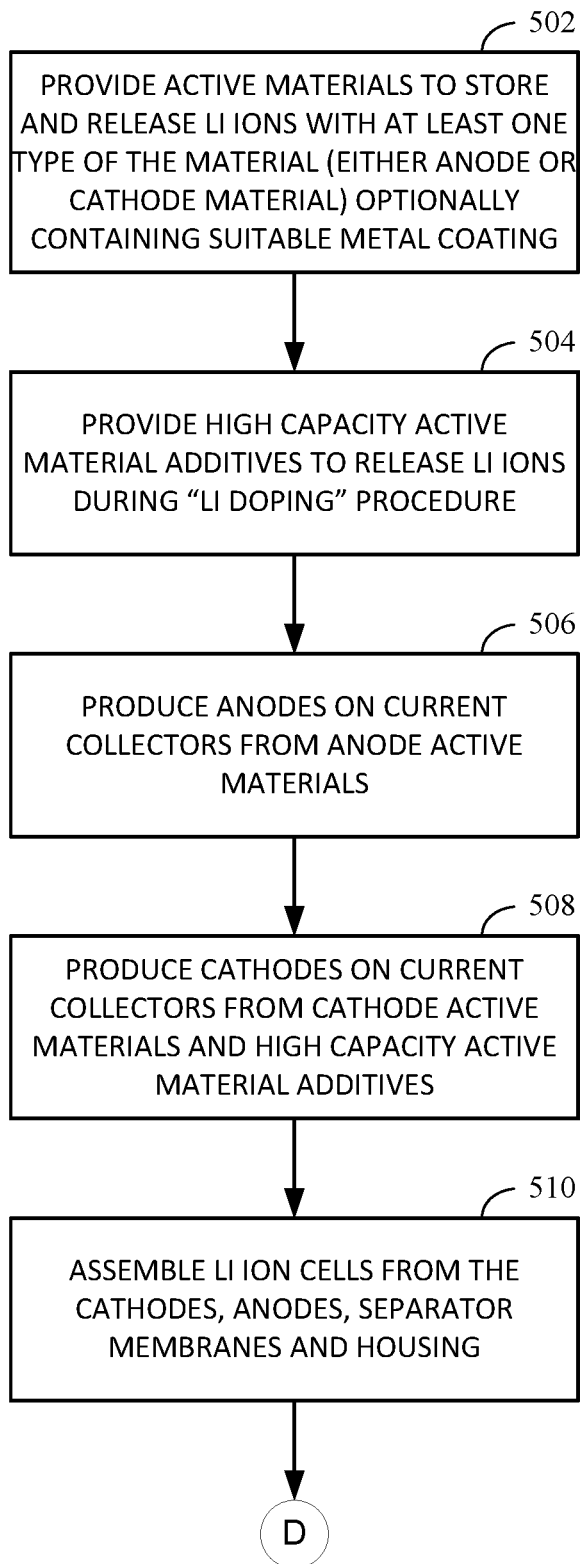 502
PROVIDE ACTIVE MATERIALS TO STORE
AND RELEASE LI IONS WITH AT LEAST ONE
TYPE OF THE MATERIAL (EITHER ANODE OR
CATHODE MATERIAL) OPTIONALLY
CONTAINING SUITABLE METAL COATING
504
PROVIDE HIGH CAPACITY ACTIVE
MATERIAL ADDITIVES TO RELEASE LI IONS
DURING “LI DOPING” PROCEDURE
506
PRODUCE ANODES ON CURRENT
COLLECTORS FROM ANODE ACTIVE
MATERIALS
508
PRODUCE CATHODES ON CURRENT
COLLECTORS FROM CATHODE ACTIVE
MATERIALS AND HIGH CAPACITY ACTIVE
MATERIAL ADDITIVES
510
ASSEMBLE LI ION CELLS FROM THE
CATHODES, ANODES, SEPARATOR
MEMBRANES AND HOUSING
D